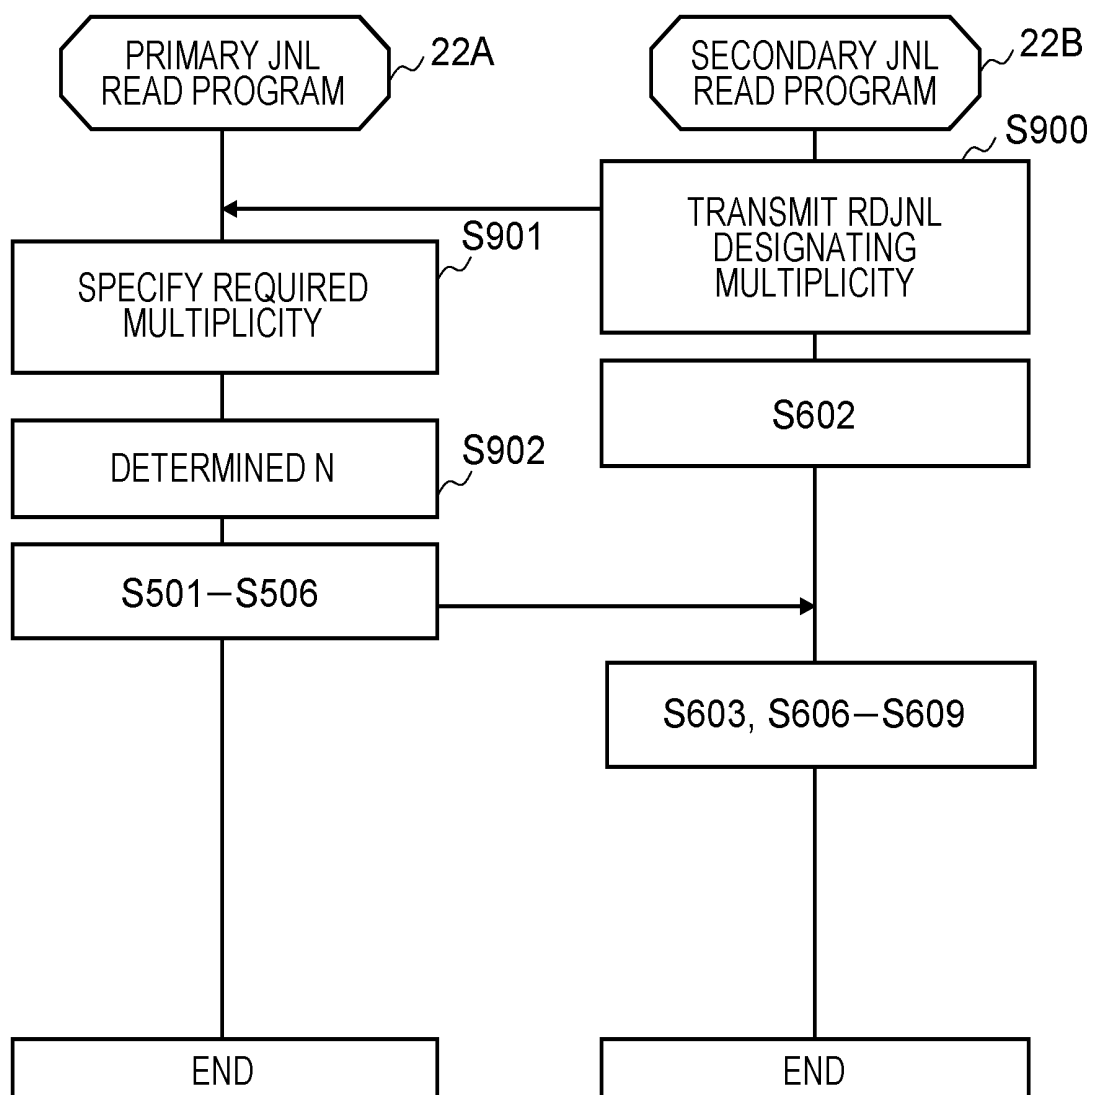 PRIMARY JNL
READ PROGRAM
22A
SECONDARY JNL
READ PROGRAM
22B
S900
TRANSMIT RDJNL
DESIGNATING
MULTIPLICITY
S901
SPECIFY REQUIRED
MULTIPLICITY
S602
S902
DETERMINED N
S501–S506
S603, S606–S609
END
END